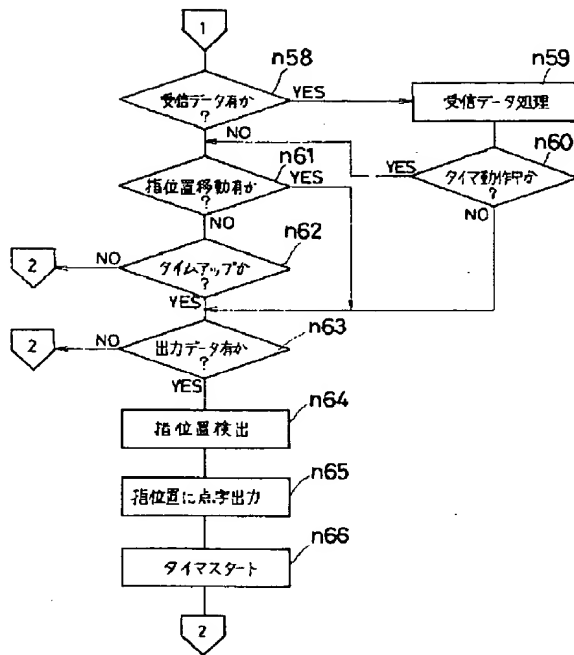 1
n58
受信データ有か
?
YES
n59
受信データ処理
NO
n60
タイマ動作中か
?
YES
NO
n61
指位置移動有か
?
YES
NO
n62
タイムアップか
?
NO
2
YES
n63
出力データ有か
?
NO
2
YES
n64
指位置検出
n65
指位置に点字出力
n66
タイマスタート
2